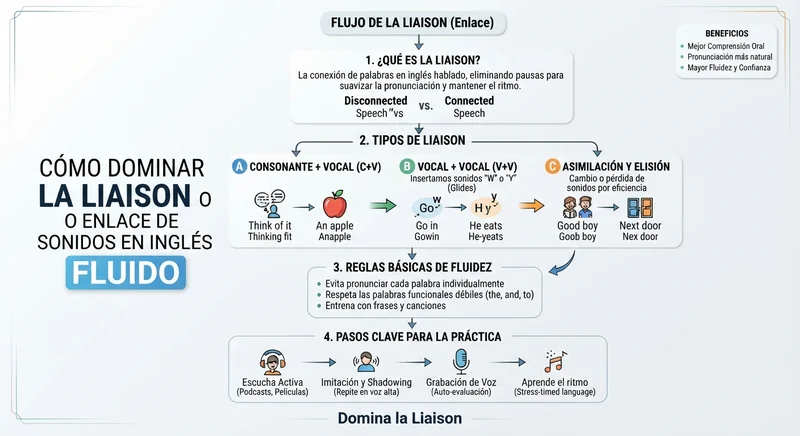 FLUJO DE LA LIAISON (Enlace)
BENEFICIOS
Mejor Comprensión Oral
Pronunciación más natural
Mayor Fluidez y Confianza
1. ¿QUÉ ES LA LIAISON?
La conexión de palabras en inglés hablado, eliminando pausas para
suavizar la pronunciación y mantener el ritmo.
Disconnected vs. Connected
Speech "vs Speech
CÓMO DOMINAR
LA LIAISON O
O ENLACE DE
SONIDOS EN INGLÉS
FLUIDO
2. TIPOS DE LIAISON
A CONSONANTE + VOCAL (C+V)
Think of it
Thinking fit
An apple
Anapple
B VOCAL + VOCAL (V+V)
Insertamos sonidos "W" o "Y"
(Glides)
Go w
Go in
Gowin
H y y
He eats
He-yeats
C ASIMILACIÓN Y ELISIÓN
Cambio o pérdida de
sonidos por eficiencia
Good boy
Goob boy
Next door
Nex door
3. REGLAS BÁSICAS DE FLUIDEZ
Evita pronunciar cada palabra individualmente
Respeta las palabras funcionales débiles (the, and, to)
Entrena con frases y canciones
4. PASOS CLAVE PARA LA PRÁCTICA
Escucha Activa
(Podcasts, Películas)
Imitación y Shadowing
(Repite en voz alta)
Grabación de Voz
(Auto-evaluación)
Aprende el ritmo
(Stress-timed language)
Domina la Liaison